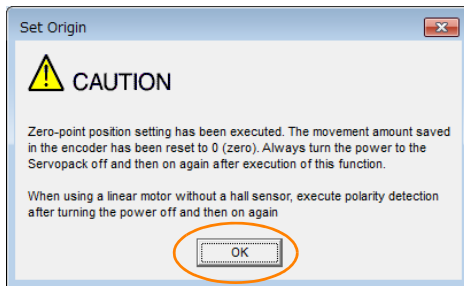 Set Origin
CAUTION
Zero-point position setting has been executed. The movement amount saved
in the encoder has been reset to 0 (zero). Always turn the power to the
Servopack off and then on again after execution of this function.
When using a linear motor without a hall sensor, execute polarity detection
after turning the power off and then on again
OK